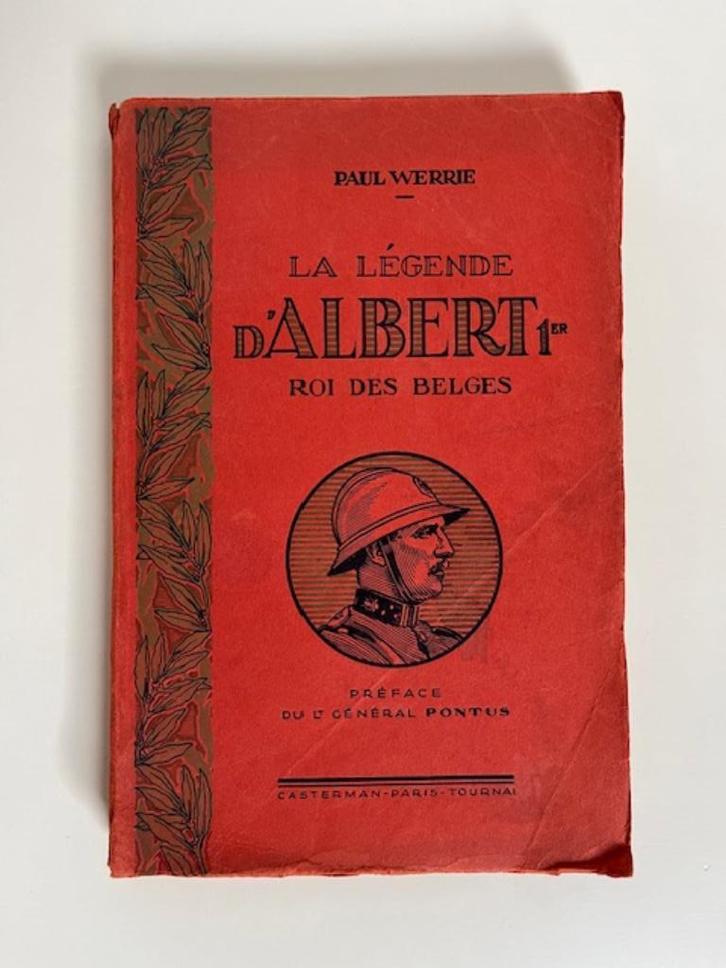 PAUL WERRIE
LA LÉGENDE
D'ALBERT 1ER
ROI DES BELGES
PRÉFACE
DU LT GÉNÉRAL PONTUS
CASTERMAN-PARIS-TOURNAI